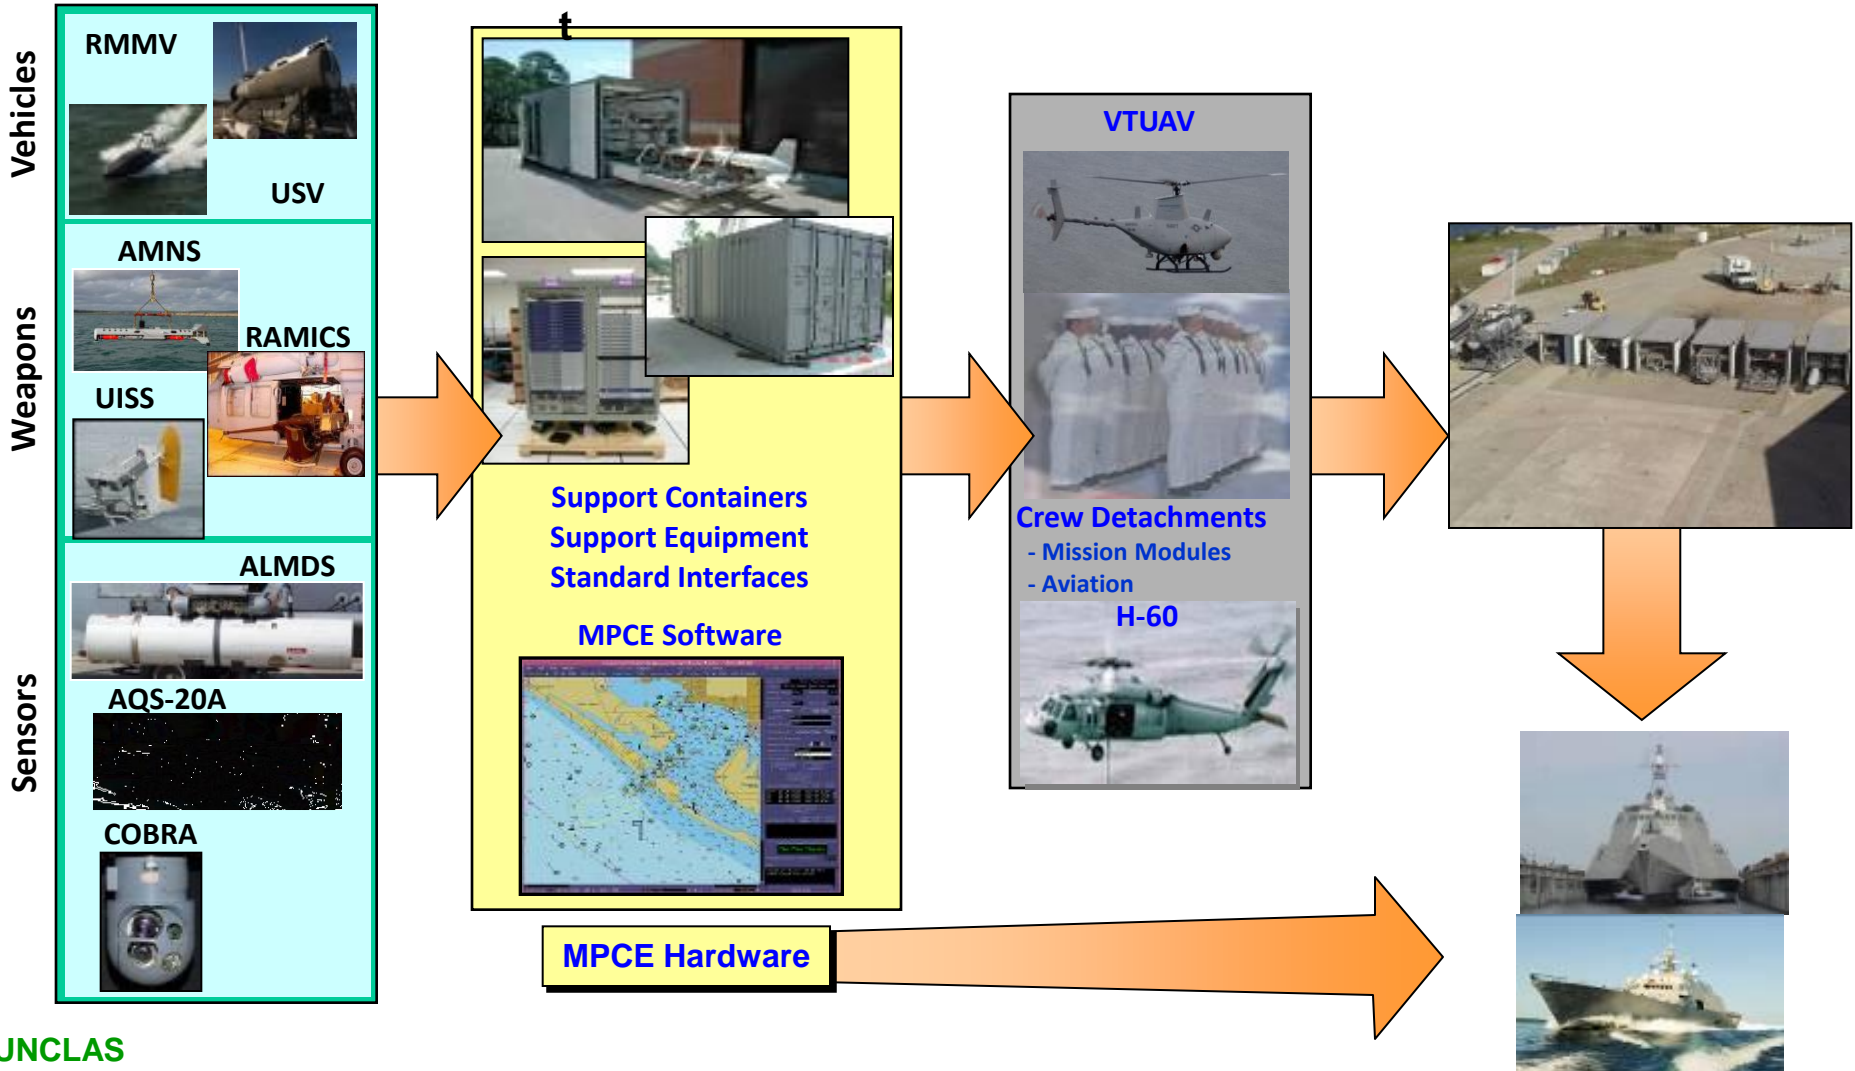 Vehicles
RMMV
USV
Weapons
AMNS
RAMICS
UISS
Sensors
ALMDS
AQS-20A
COBRA
t
Support Containers
Support Equipment
Standard Interfaces
MPCE Software
MPCE Hardware
VTUAV
Crew Detachments
- Mission Modules
- Aviation
H-60
UNCLAS